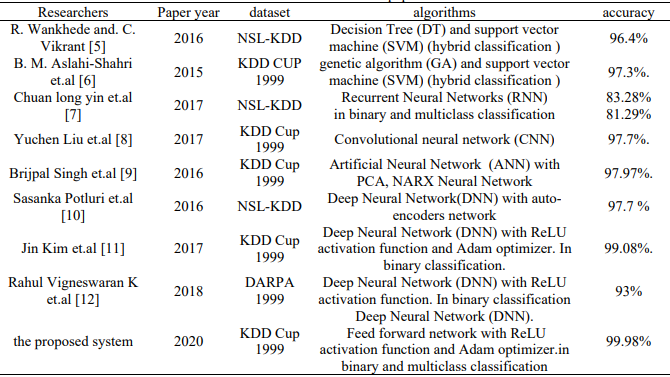 Researchers Paper year dataset algorithms accuracy
R. Wankhede and. C.
Vikrant [5]
2016
NSL-KDD
Decision Tree (DT) and support vector
machine (SVM) (hybrid classification )
96.4%
B. M. Aslahi-Shahri
et.al [6]
2015
KDD CUP
1999
genetic algorithm (GA) and support vector
machine (SVM) (hybrid classification )
97.3%.
Chuan long yin et.al
[7]
2017
NSL-KDD
Recurrent Neural Networks (RNN)
in binary and multiclass classification
83.28%
81.29%
Yuchen Liu et.al [8]
2017
KDD Cup
1999
Convolutional neural network (CNN)
97.7%.
Brijpal Singh et.al [9]
2016
KDD Cup
1999
Artificial Neural Network (ANN) with
PCA, NARX Neural Network
97.97%.
Sasanka Potluri et.al
[10]
2016
NSL-KDD
Deep Neural Network(DNN) with auto-
encoders network
97.7 %
Jin Kim et.al [11]
2017
KDD Cup
1999
Deep Neural Network (DNN) with ReLU
activation function and Adam optimizer. In
binary classification.
99.08%.
Rahul Vigneswaran K
et.al [12]
2018
DARPA
1999
Deep Neural Network (DNN) with ReLU
activation function. In binary classification
93%
the proposed system
2020
KDD Cup
1999
Deep Neural Network (DNN).
Feed forward network with ReLU
activation function and Adam optimizer.in
binary and multiclass classification
99.98%